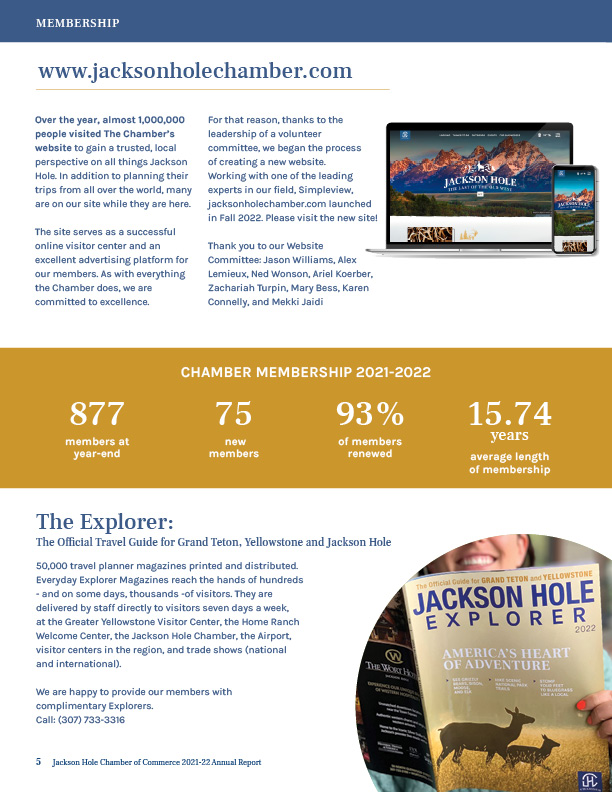 MEMBERSHIP
www.jacksonholechamber.com
Over the year, almost 1,000,000
people visited The Chamber's
website to gain a trusted, local
perspective on all things Jackson
Hole. In addition to planning their
trips from all over the world, many
are on our site while they are here.
The site serves as a successful
online visitor center and an
excellent advertising platform for
our members. As with everything
the Chamber does, we are
committed to excellence.
For that reason, thanks to the
leadership of a volunteer
committee, we began the process
of creating a new website.
Working with one of the leading
experts in our field, Simpleview,
jacksonholechamber.com launched
in Fall 2022. Please visit the new site!
Thank you to our Website
Committee: Jason Williams, Alex
Lemieux, Ned Wonson, Ariel Koerber,
Zachariah Turpin, Mary Bess, Karen
Connelly, and Mekki Jaidi
JACKSON HOLE
THE LAST OF THE OLD WEST
JACKSON HOLE
CHAMBER MEMBERSHIP 2021-2022
877
members at
year-end
75
new
members
93%
of members
renewed
15.74
years
average length
of membership
The Explorer:
The Official Travel Guide for Grand Teton, Yellowstone and Jackson Hole
50,000 travel planner magazines printed and distributed.
Everyday Explorer Magazines reach the hands of hundreds
- and on some days, thousands -of visitors. They are
delivered by staff directly to visitors seven days a week,
at the Greater Yellowstone Visitor Center, the Home Ranch
Welcome Center, the Jackson Hole Chamber, the Airport,
visitor centers in the region, and trade shows (national
and international).
We are happy to provide our members with
complimentary Explorers.
Call: (307) 733-3316
The Official Guide for GRAND TETON and YELLOWSTONE
JACKSON HOLE
EXPLORER
2022
AMERICA'S HEART
OF ADVENTURE
THE WORT HOTEL
5 Jackson Hole Chamber of Commerce 2021-22 Annual Report